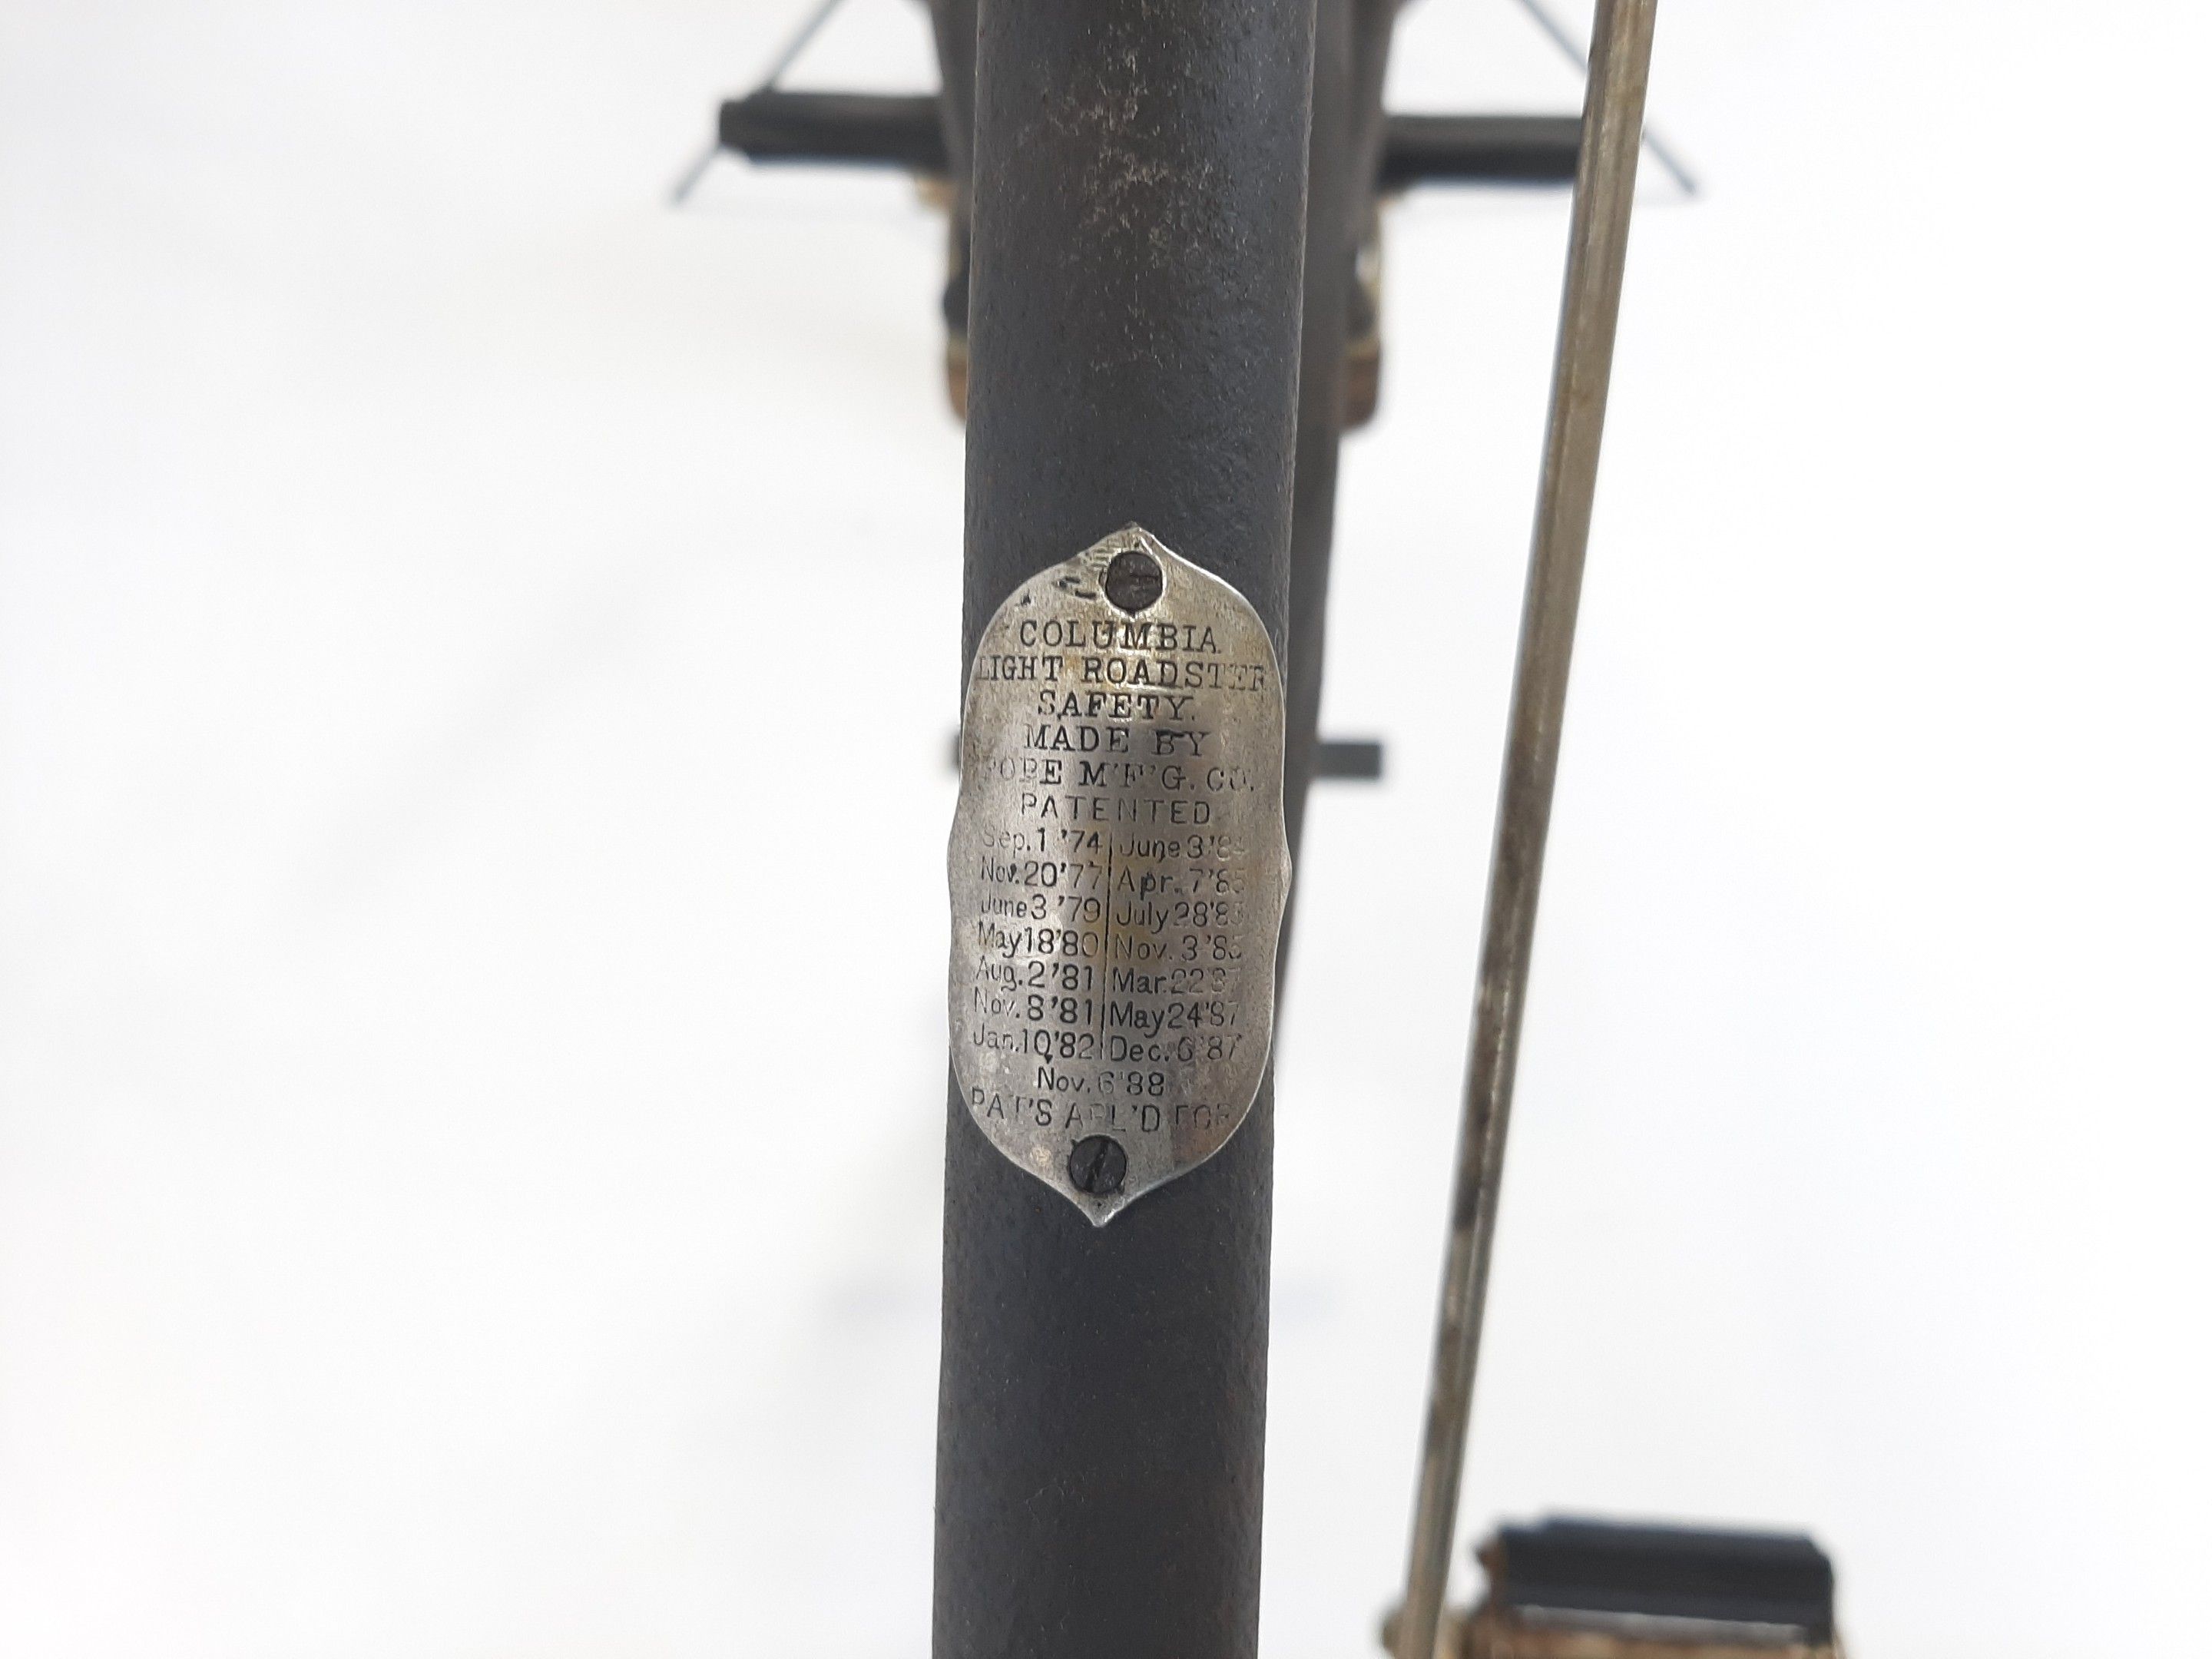 COLUMBIA
LIGHT ROADSTER
SAFETY.
MADE BY
POPE M'F'G. CO.
PATENTED
Sep. 1 '74 June 3 '84
Nov. 20 '77 Apr. 7 '85
June 3 '79 July 28 '85
May 18 '80 Nov. 3 '85
Aug. 2 '81 Mar. 22 '87
Nov. 8 '81 May 24 '87
Jan. 10 '82 Dec. 6 '87
Nov. 6 '88
PAT'S APL'D FOR